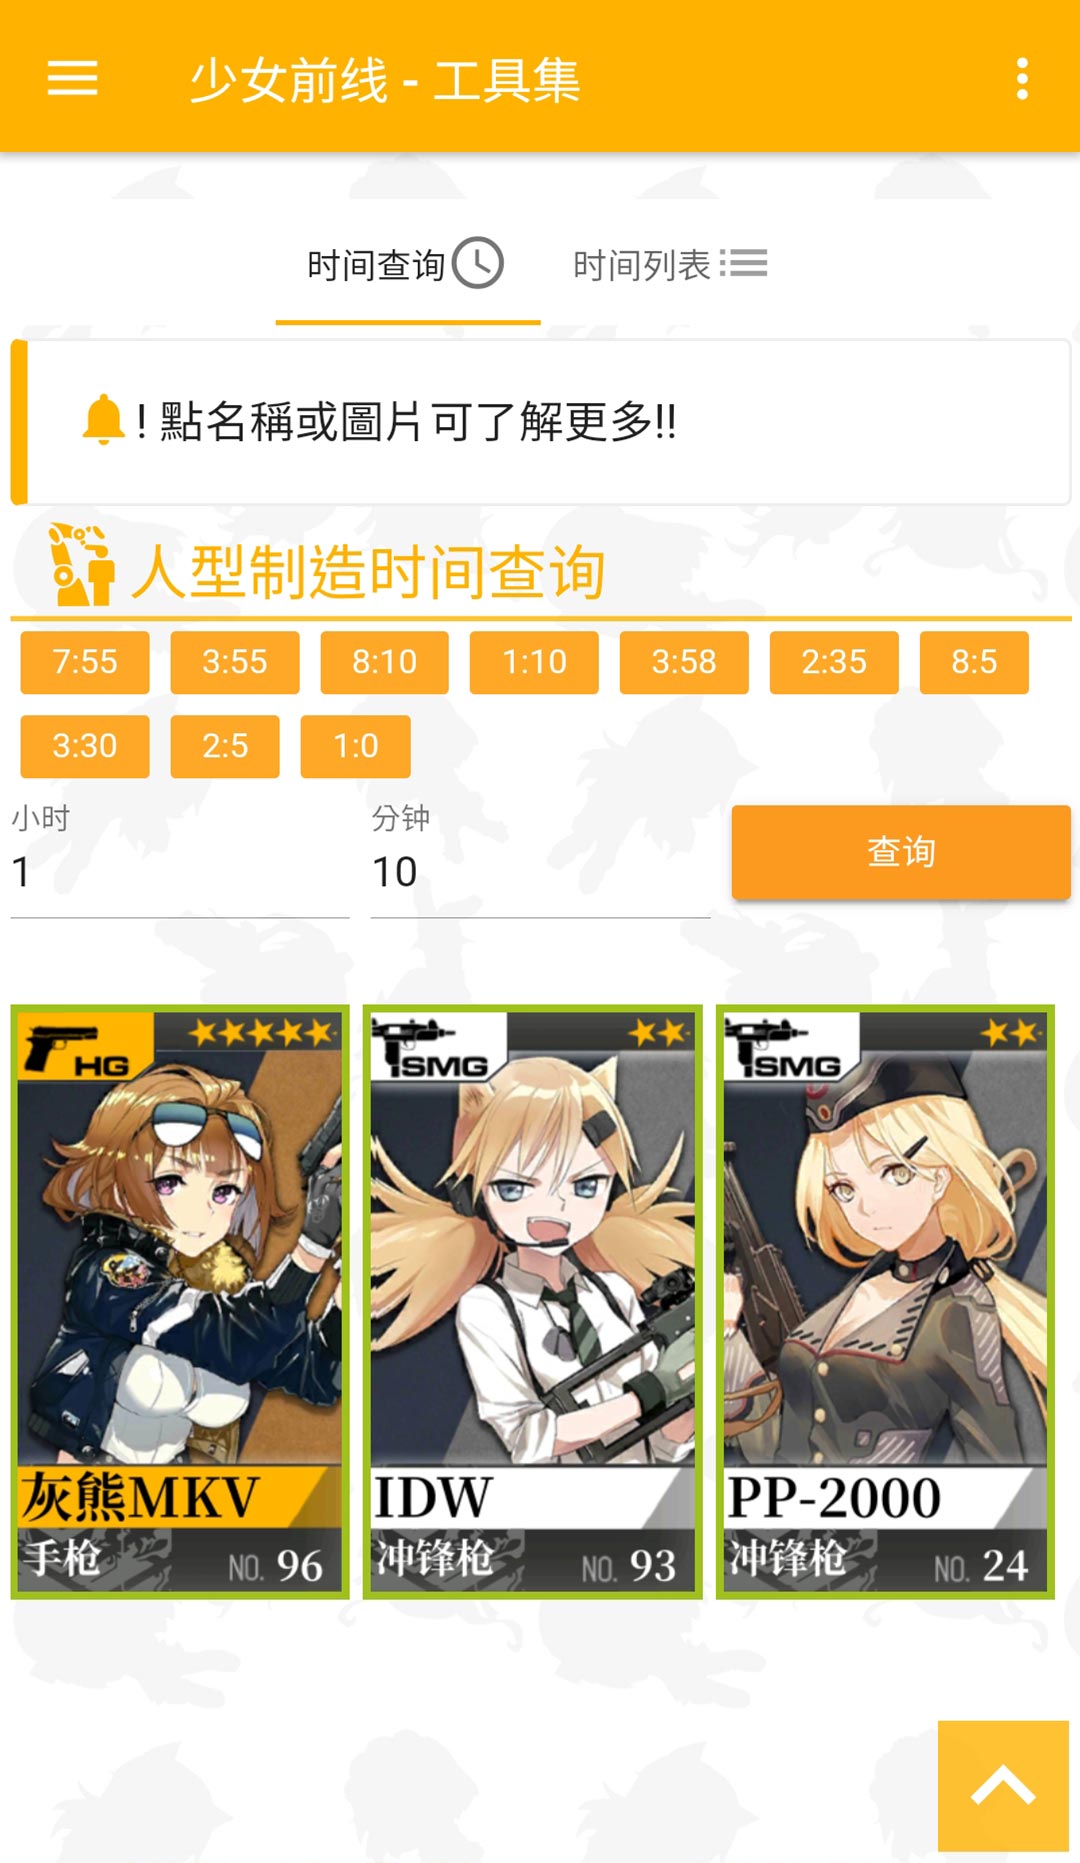 少女前线 - 工具集
时间查询 时间列表
! 點名稱或圖片可了解更多!!
人型制造时间查询
7:55 3:55 8:10 1:10 3:58 2:35 8:5
3:30 2:5 1:0
小时 分钟
1 10 查询
HG SMG SMG
灰熊MKV IDW PP-2000
手枪 NO. 96 冲锋枪 NO. 93 冲锋枪 NO. 24